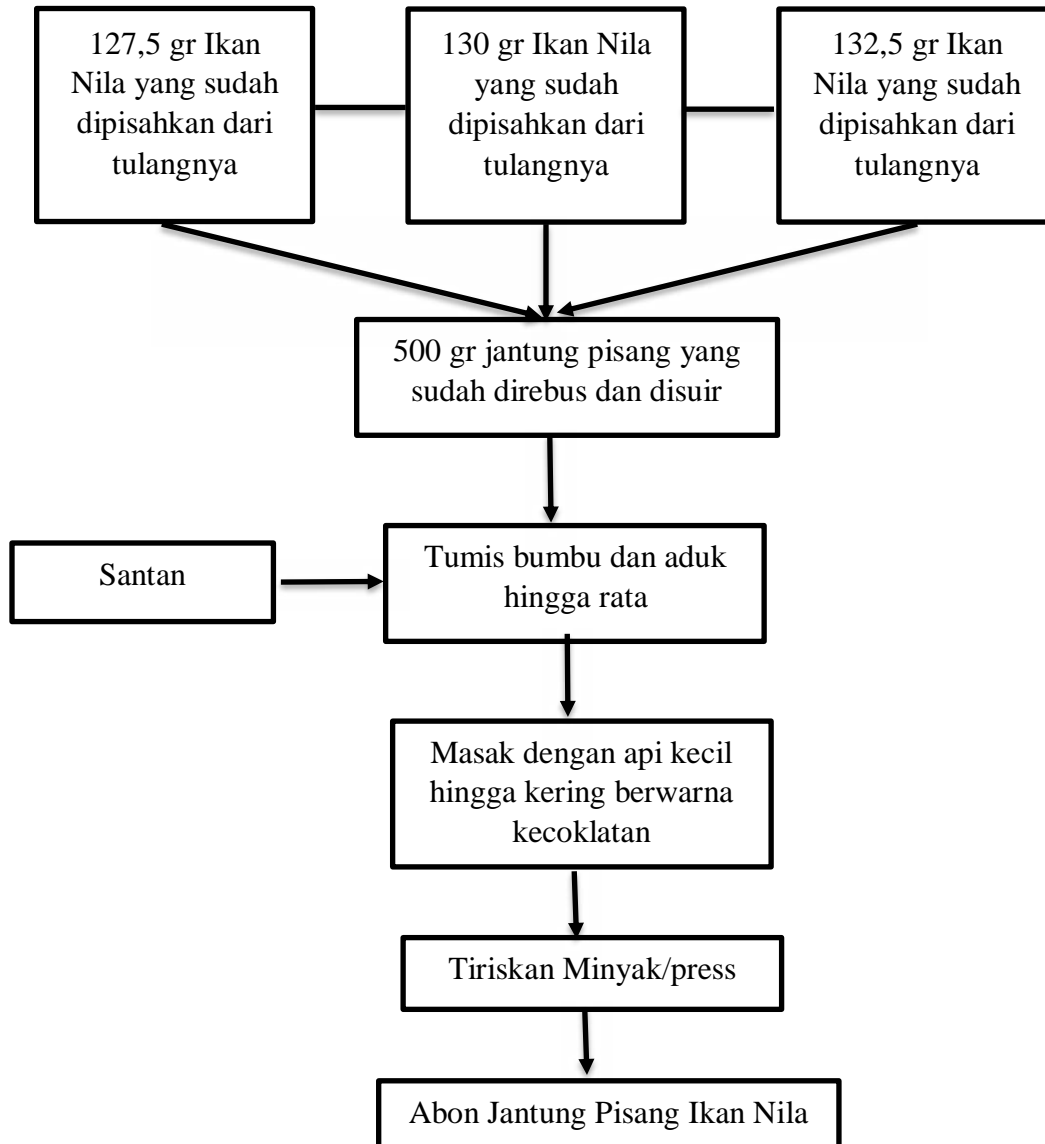 127,5 gr Ikan
Nila yang sudah
dipisahkan dari
tulangnya
130 gr Ikan Nila
yang sudah
dipisahkan dari
tulangnya
132,5 gr Ikan
Nila yang sudah
dipisahkan dari
tulangnya
500 gr jantung pisang yang
sudah direbus dan disuir
Santan
Tumis bumbu dan aduk
hingga rata
Masak dengan api kecil
hingga kering berwarna
kecoklatan
Tiriskan Minyak/press
Abon Jantung Pisang Ikan Nila